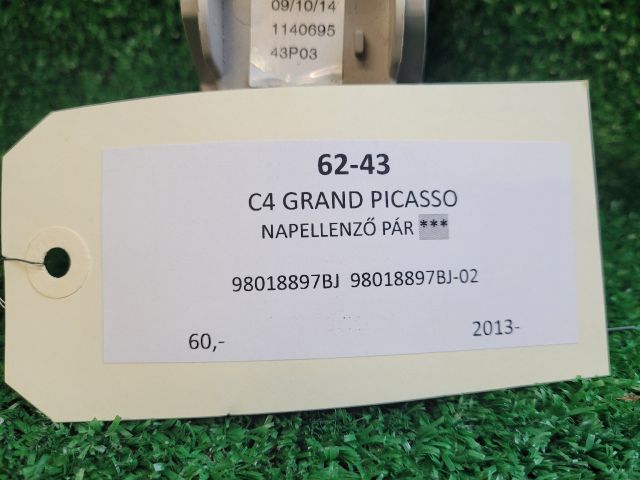 09/10/14
1140695
43P03
62-43
C4 GRAND PICASSO
NAPELLENZŐ PÁR ***
98018897BJ 98018897BJ-02
60,- 2013-